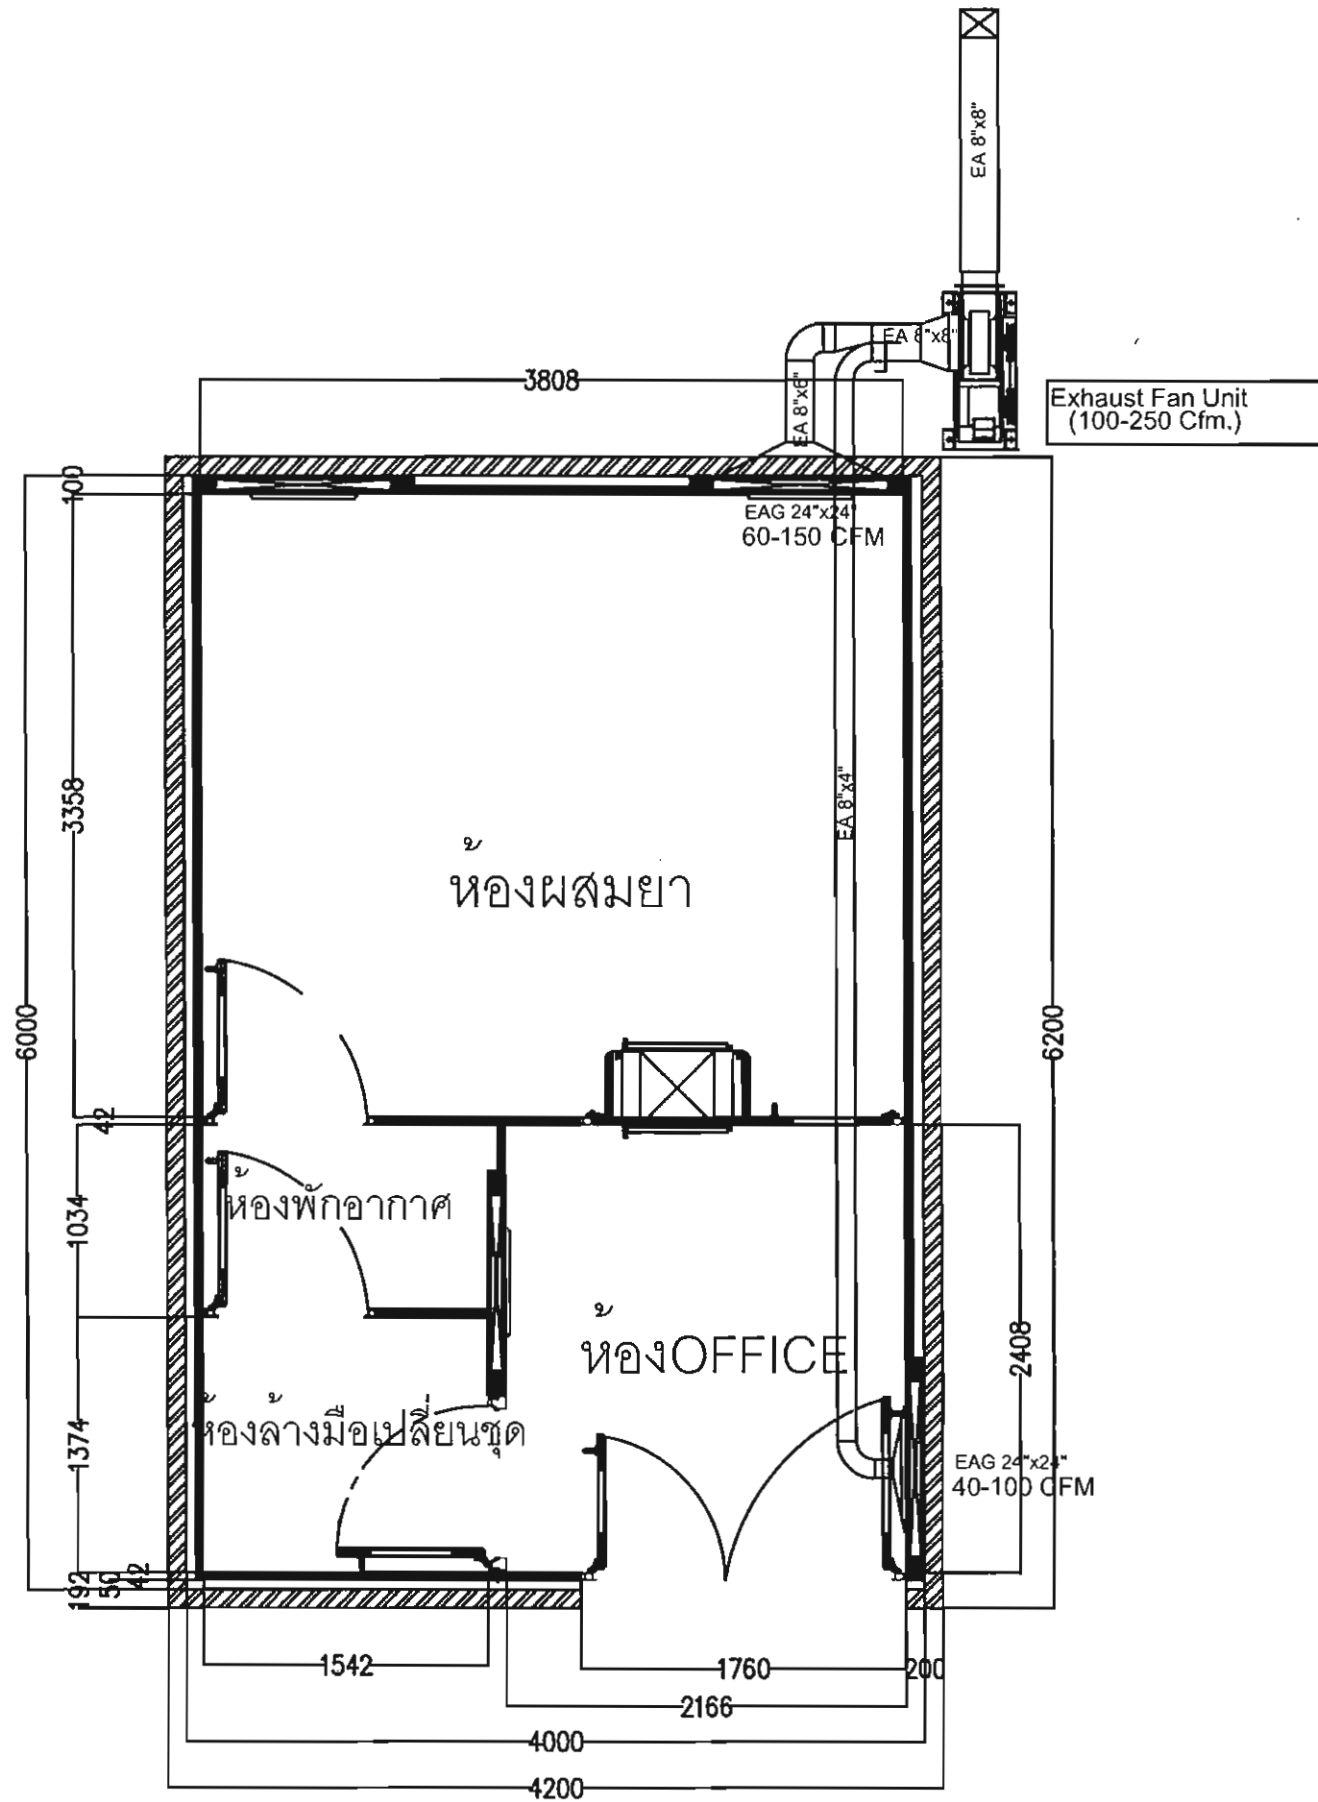 EA 8"x8"
EA 8"x8"
Exhaust Fan Unit
(100-250 Cfm.)
3808
EA 8"x6"
100
EAG 24"x24"
60-150 CFM
3358
EA 8"x4"
ห้องผสมยา
6000
6200
42
1034
ห้องพักอากาศ
ห้องOFFICE
2408
1374
ห้องล้างมือเปลี่ยนชุด
EAG 24"x24"
40-100 CFM
192
50
42
1542
1760
200
2166
4000
4200